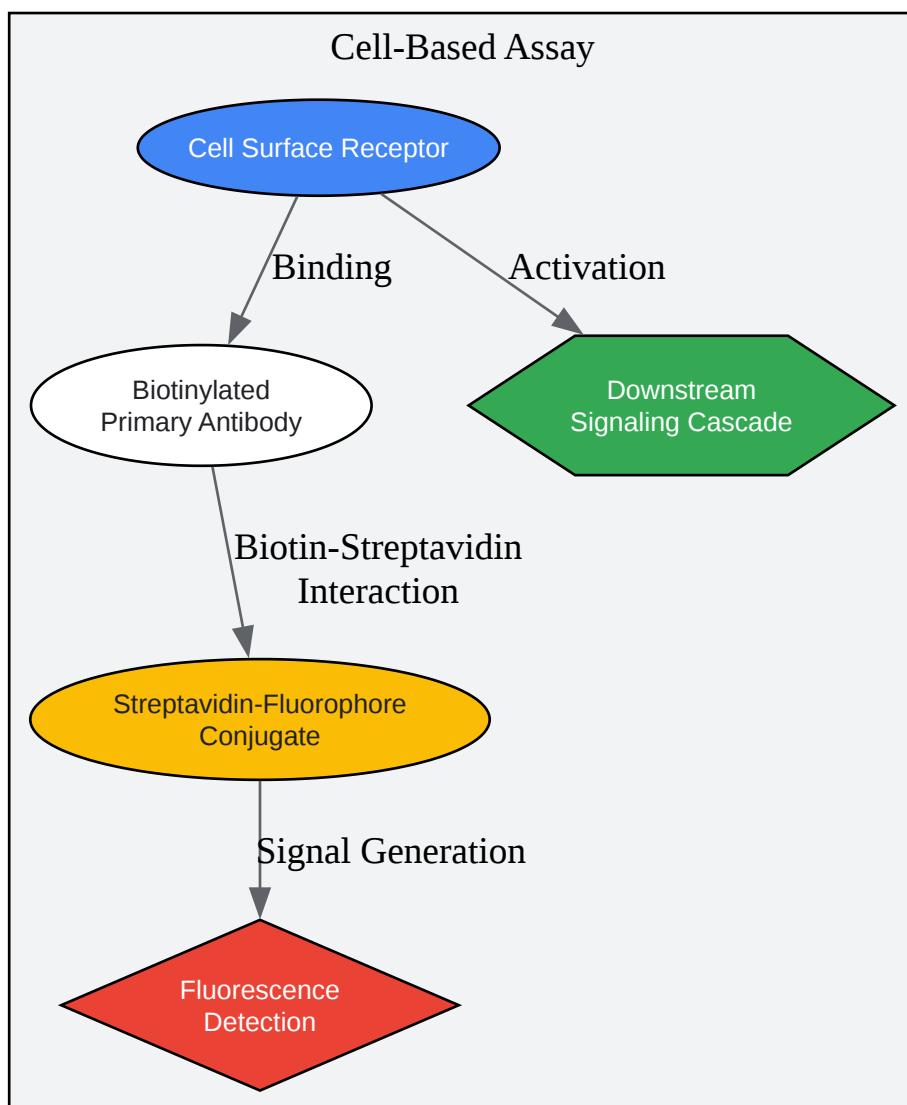 Cell-Based Assay
Cell Surface Receptor
Binding
Activation
Biotinylated
Primary Antibody
Downstream
Signaling Cascade
Biotin-Streptavidin
Interaction
Streptavidin-Fluorophore
Conjugate
Signal Generation
Fluorescence
Detection